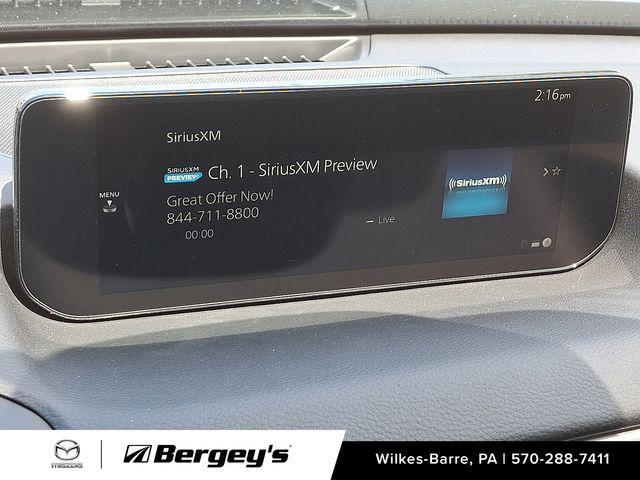 2:16pm
SiriusXM
SIRIUSXM
PREVIEW
Ch. 1 - SiriusXM Preview
((SiriusXM))
MENU
Great Offer Now!
844-711-8800
Live
00:00
mazda
Bergey's
Wilkes-Barre, PA | 570-288-7411